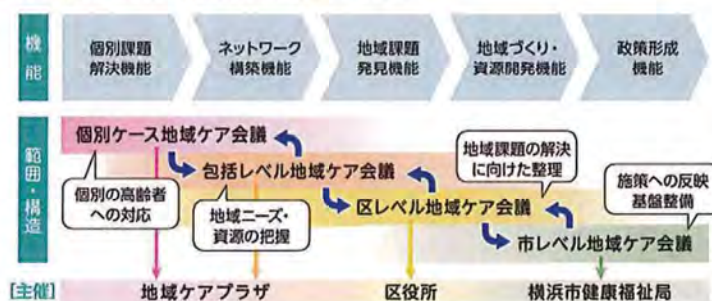 機能
個別課題
解決機能
ネットワーク
構築機能
地域課題
発見機能
地域づくり・
資源開発機能
政策形成
機能
範囲・構造
個別ケース地域ケア会議
包括レベル地域ケア会議
区レベル地域ケア会議
市レベル地域ケア会議
個別の高齢者
への対応
地域ニーズ・
資源の把握
地域課題の解決
に向けた整理
施策への反映
基盤整備
[主催]
地域ケアプラザ
区役所
横浜市健康福祉局